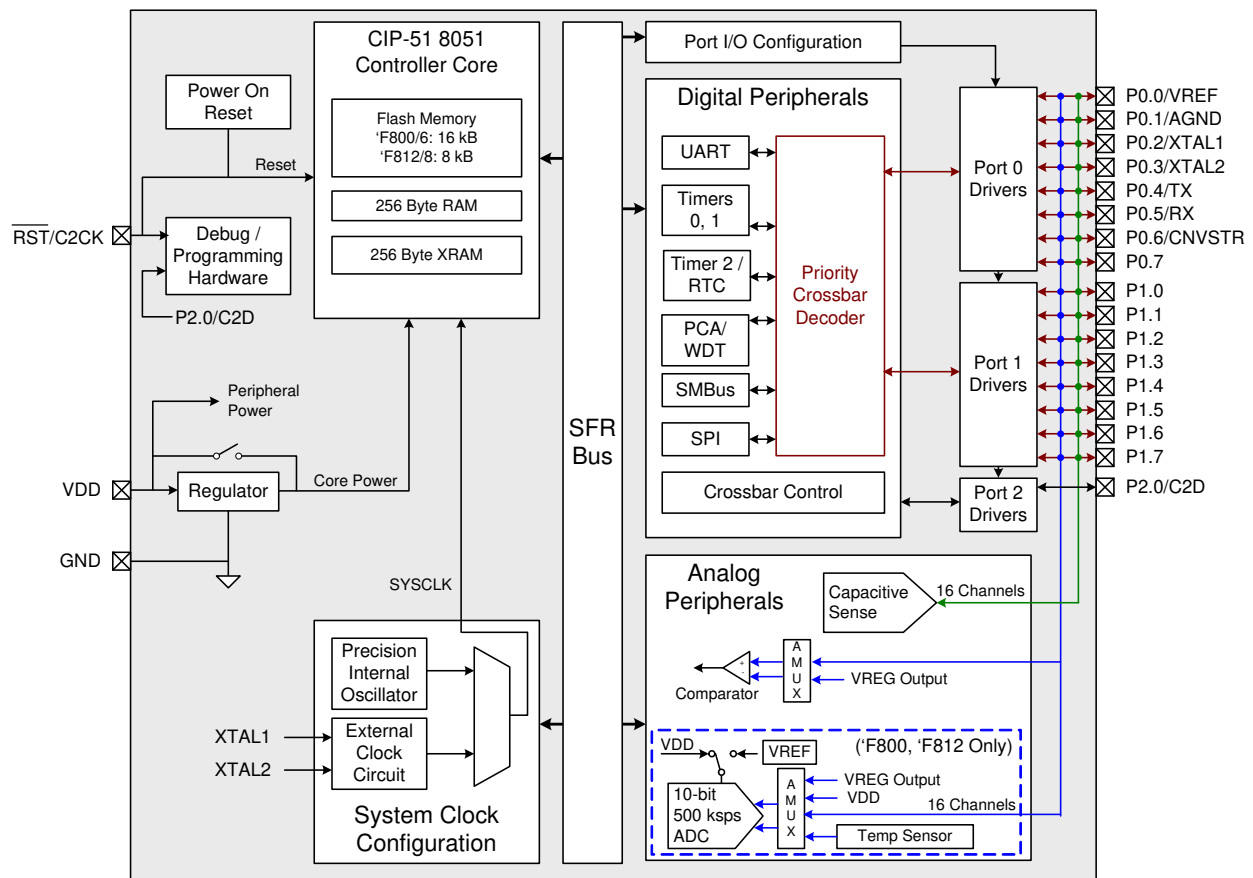 CIP-51 8051
Controller Core
Flash Memory
'F800/6: 16 kB
'F812/8: 8 kB
256 Byte RAM
256 Byte XRAM
Power On
Reset
Reset
RST/C2CK
Debug /
Programming
Hardware
P2.0/C2D
Peripheral
Power
VDD
Regulator
Core Power
GND
SYSCLK
Precision
Internal
Oscillator
XTAL1
XTAL2
External
Clock
Circuit
System Clock
Configuration
SFR
Bus
Port I/O Configuration
Digital Peripherals
UART
Timers
0, 1
Timer 2 /
RTC
PCA/
WDT
SMBus
SPI
Priority
Crossbar
Decoder
Crossbar Control
Port 0
Drivers
Port 1
Drivers
Port 2
Drivers
P0.0/VREF
P0.1/AGND
P0.2/XTAL1
P0.3/XTAL2
P0.4/TX
P0.5/RX
P0.6/CNVSTR
P0.7
P1.0
P1.1
P1.2
P1.3
P1.4
P1.5
P1.6
P1.7
P2.0/C2D
Analog
Peripherals
Capacitive
Sense
16 Channels
+
-
Comparator
A
M
U
X
VREG Output
('F800, 'F812 Only)
VDD
VREF
10-bit
500 ksps
ADC
A
M
U
X
VREG Output
VDD
16 Channels
Temp Sensor